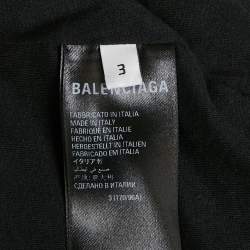 3
BALENCIAGA
FABBRICATO IN ITALIA
MADE IN ITALY
FABRIQUE EN ITALIE
HECHO EN ITALIA
HERGESTELLT IN ITALIEN
FABRICADO EM ITALIA
イタリア製
СДЕЛАНО В ИТАЛИИ